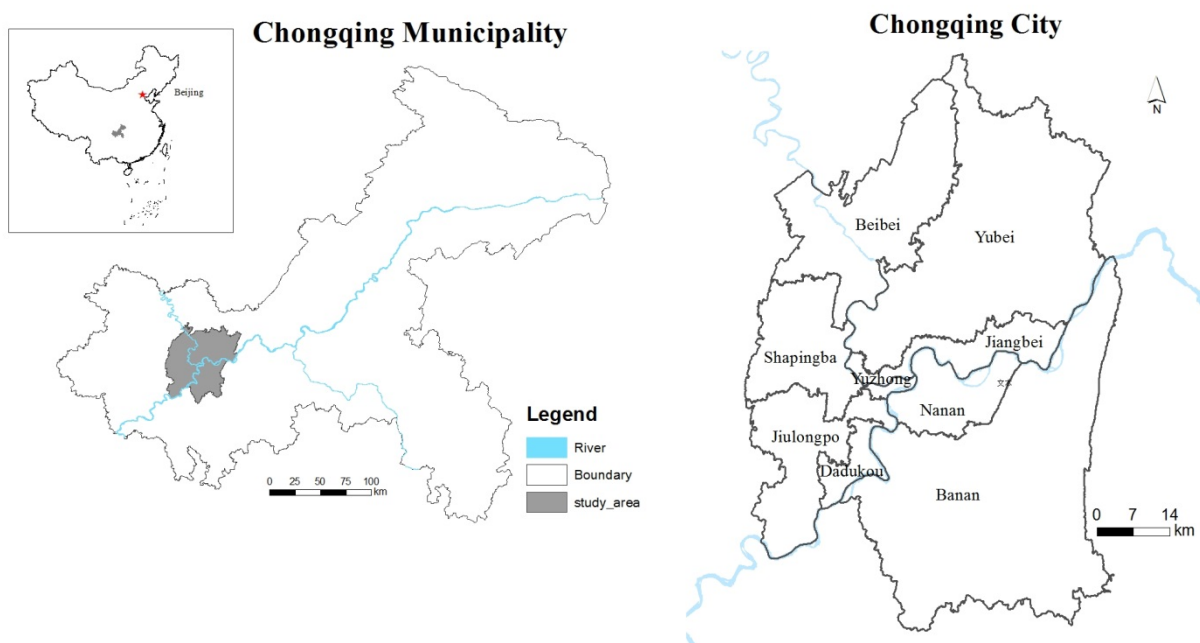 Chongqing Municipality
Beijing
Legend
River
Boundary
study_area
0 25 50 75 100
km
Chongqing City
N
Beibei
Yubei
Jiangbei
Shapingba
Yuzhong
Nanan
Jiulongpo
Dadukou
Banan
0 7 14
km